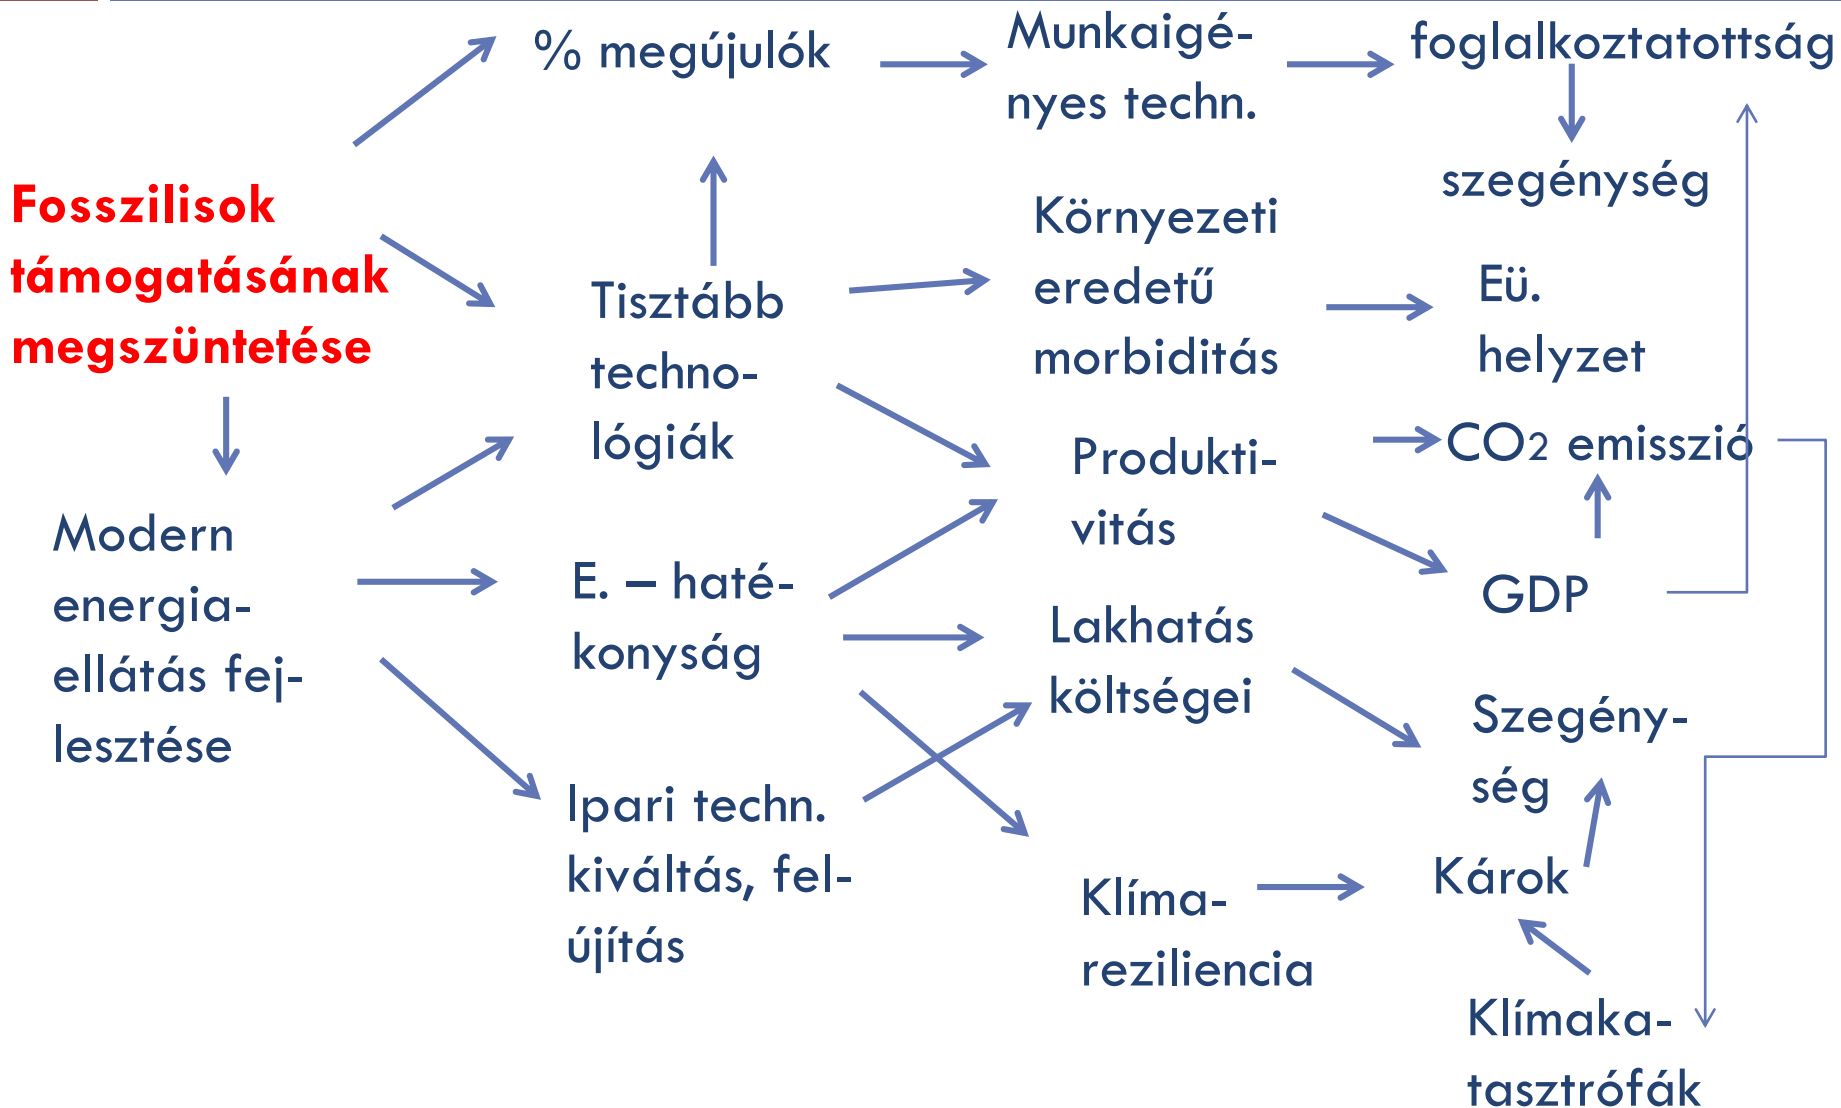 % megújulók
Munkaigé-
nyes techn.
foglalkoztatottság
szegénység
Fosszilisok
támogatásának
megszüntetése
Tisztább
techno-
lógiák
Környezeti
eredetű
morbiditás
Eü.
helyzet
Modern
energia-
ellátás fej-
lesztése
E. – haté-
konyság
Produkti-
vitás
CO2 emisszió
GDP
Lakhatás
költségei
Szegény-
ség
Ipari techn.
kiváltás, fel-
újítás
Klíma-
reziliencia
Károk
Klímaka-
tasztrófák